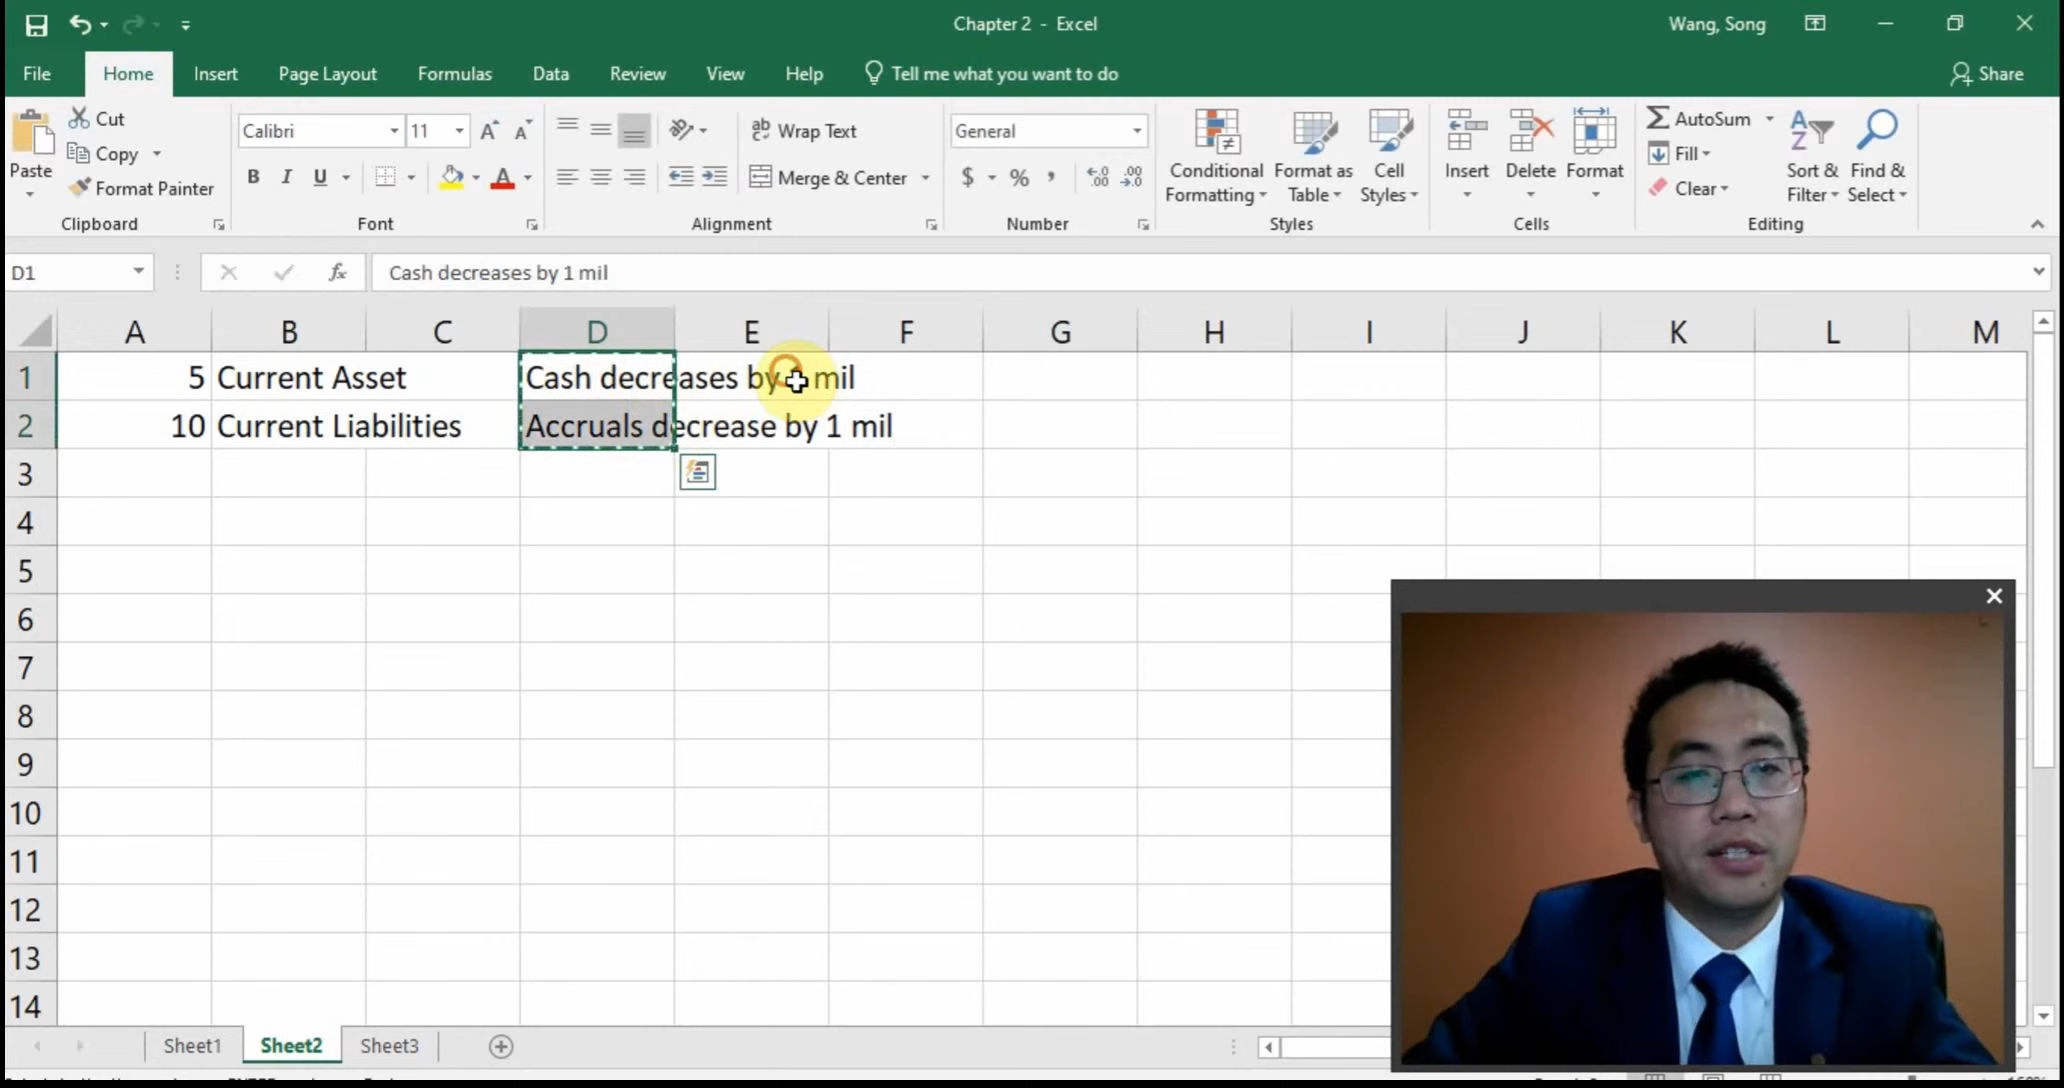 Chapter 2 - Excel
Wang, Song
File Home Insert Page Layout Formulas Data Review View Help Tell me what you want to do Share
Paste Cut Copy Format Painter
Clipboard
Calibri 11 A A
B I U A
Font
Wrap Text
Merge & Center
Alignment
General
$ % ,
Number
Conditional Formatting
Format as Table
Cell Styles
Styles
Insert Delete Format
Cells
AutoSum
Fill
Clear
Sort & Filter
Find & Select
Editing
D1 fx Cash decreases by 1 mil
A B C D E F G H I J K L M
1 5 Current Asset Cash decreases by mil
2 10 Current Liabilities Accruals decrease by 1 mil
3
4
5
6
7
8
9
10
11
12
13
14
Sheet1 Sheet2 Sheet3